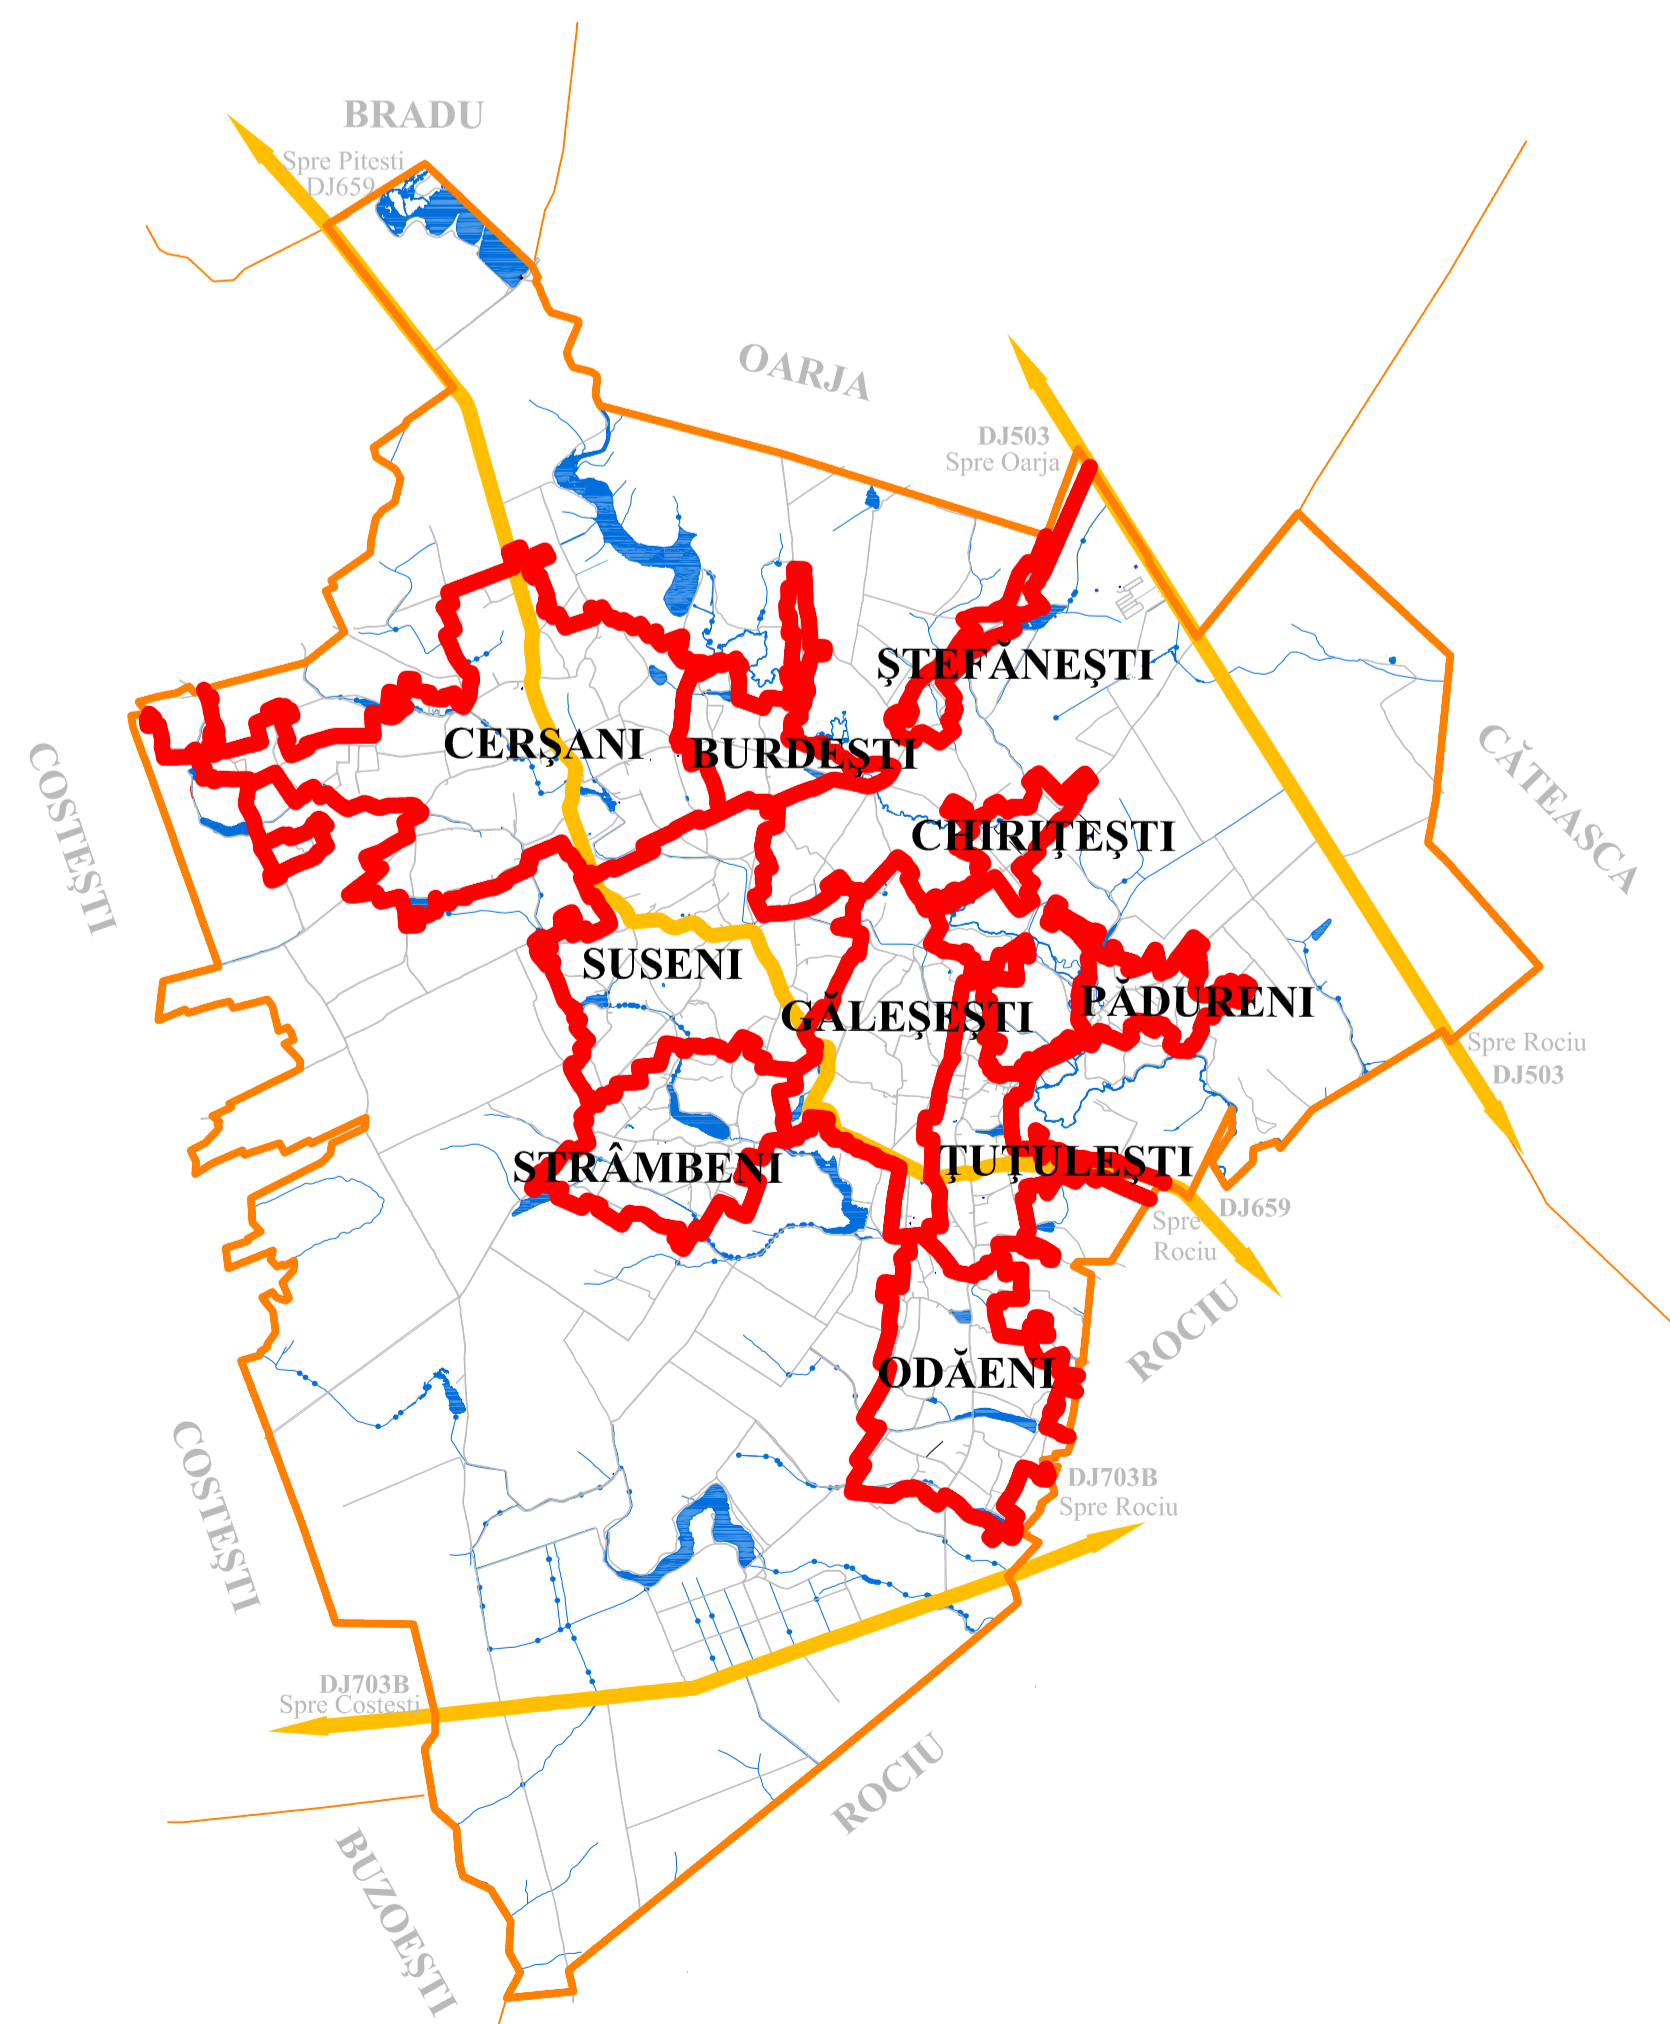 BRADU
Spre Pitesti
DJ659
OARJA
DJ503
Spre Oarja
ŞTEFĂNEŞTI
CERŞANI
BURDEŞTI
COSTEŞTI
CĂTEASCA
CHIRIŢEŞTI
SUSENI
GĂLEŞEŞTI
PĂDURENI
Spre Rociu
DJ503
STRÂMBENI
ŢUŢULEŞTI
DJ659
Spre
Rociu
ROCIU
ODĂENI
COSTEŞTI
DJ703B
Spre Rociu
DJ703B
Spre Costesti
ROCIU
BUZOEŞTI